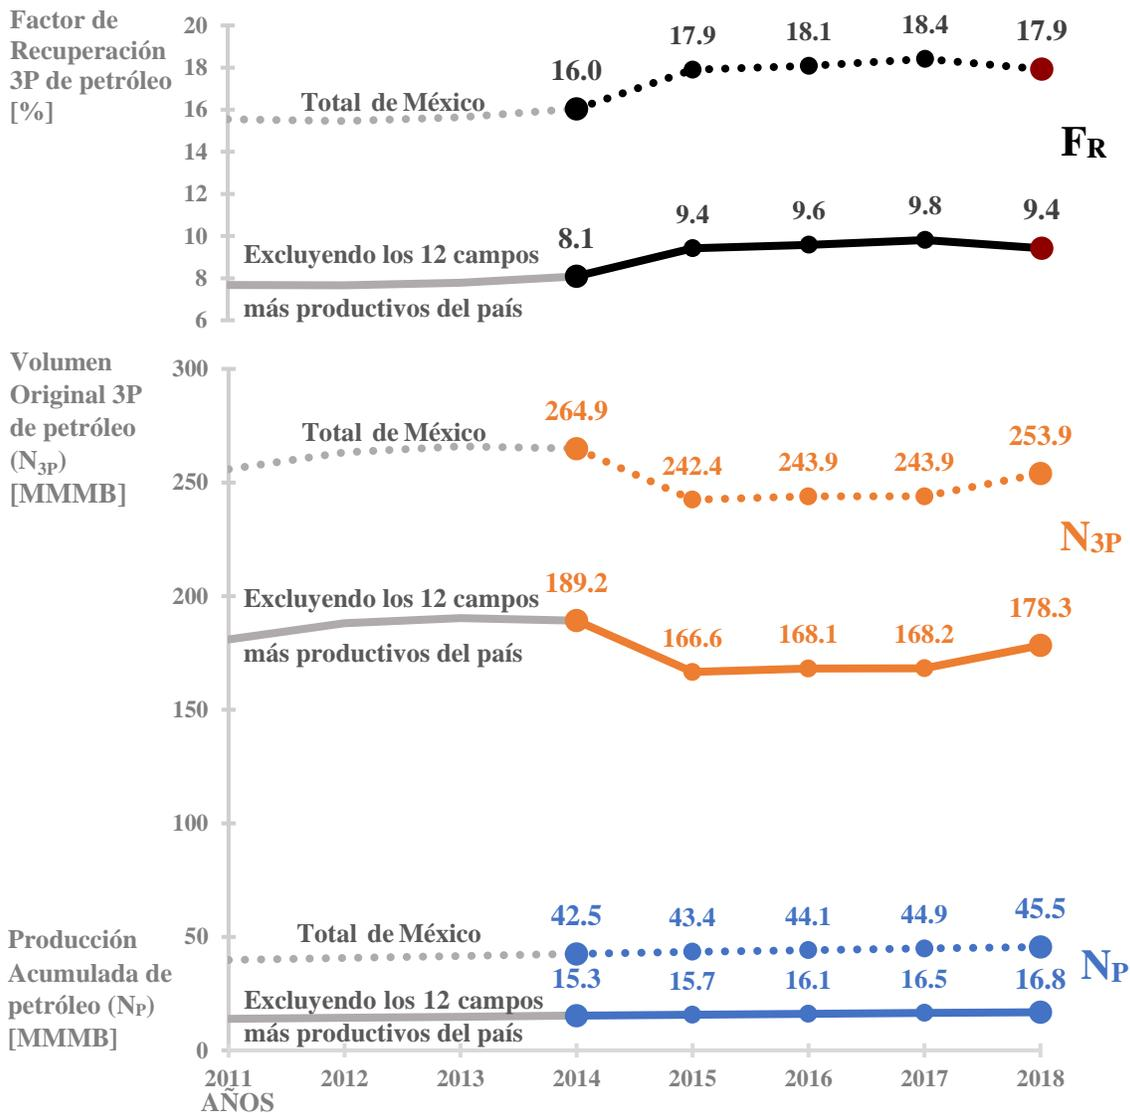 Factor de
Recuperación
3P de petróleo
[%]
20
18
16
14
12
10
8
6
Total de México
16.0
17.9
18.1
18.4
17.9
FR
Excluyendo los 12 campos
más productivos del país
8.1
9.4
9.6
9.8
9.4
Volumen
Original 3P
de petróleo
(N3P)
[MMMB]
300
250
200
150
100
50
0
Total de México
264.9
242.4
243.9
243.9
253.9
N3P
Excluyendo los 12 campos
más productivos del país
189.2
166.6
168.1
168.2
178.3
Producción
Acumulada de
petróleo (NP)
[MMMB]
Total de México
42.5
43.4
44.1
44.9
45.5
NP
Excluyendo los 12 campos
más productivos del país
15.3
15.7
16.1
16.5
16.8
2011
2012
2013
2014
2015
2016
2017
2018
AÑOS